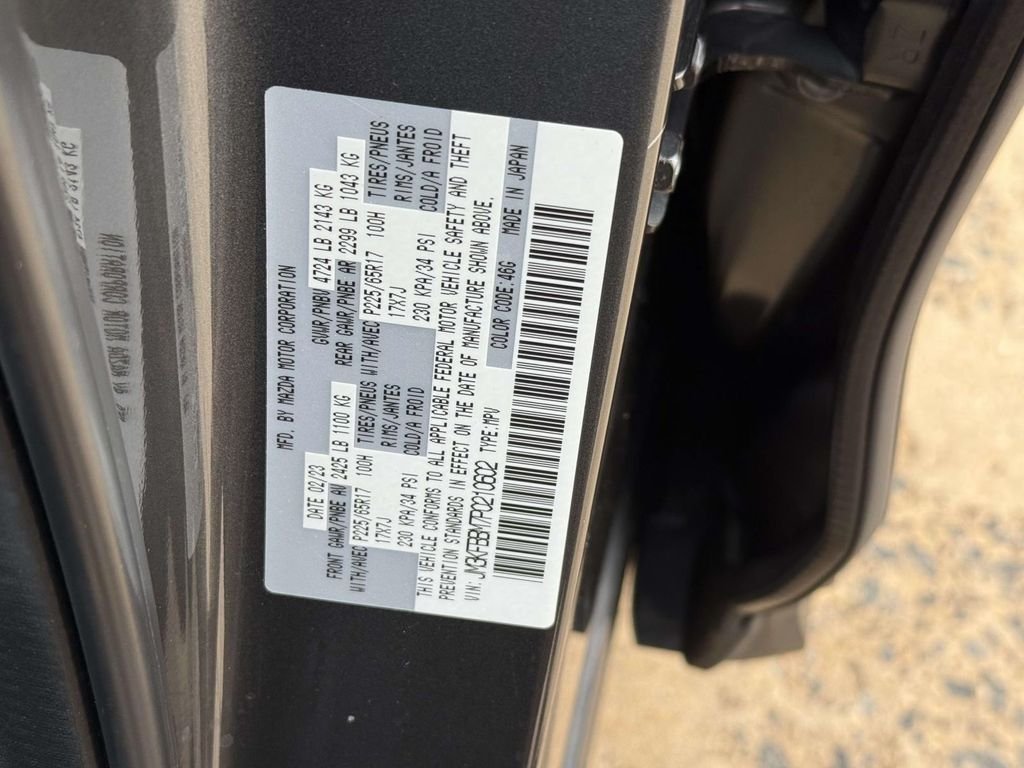 MFD. BY MAZDA MOTOR CORPORATION
DATE 02/23 GVWR/PNBV 4724 LB 2143 KG
FRONT GAWR/PNBE AV 2425 LB 1100 KG REAR GAWR/PNBE AR 2299 LB 1043 KG
WITH/AVEC P225/65R17 100H TIRES/PNEUS WITH/AVEC P225/65R17 100H TIRES/PNEUS
17X7J RIMS/JANTES 17X7J RIMS/JANTES
230 KPA/34 PSI COLD/A FROID 230 KPA/34 PSI COLD/A FROID
THIS VEHICLE CONFORMS TO ALL APPLICABLE FEDERAL MOTOR VEHICLE SAFETY AND THEFT
PREVENTION STANDARDS IN EFFECT ON THE DATE OF MANUFACTURE SHOWN ABOVE.
VIN: JM3KFBBM7P0210602 TYPE: MPV COLOR CODE: 46G MADE IN JAPAN